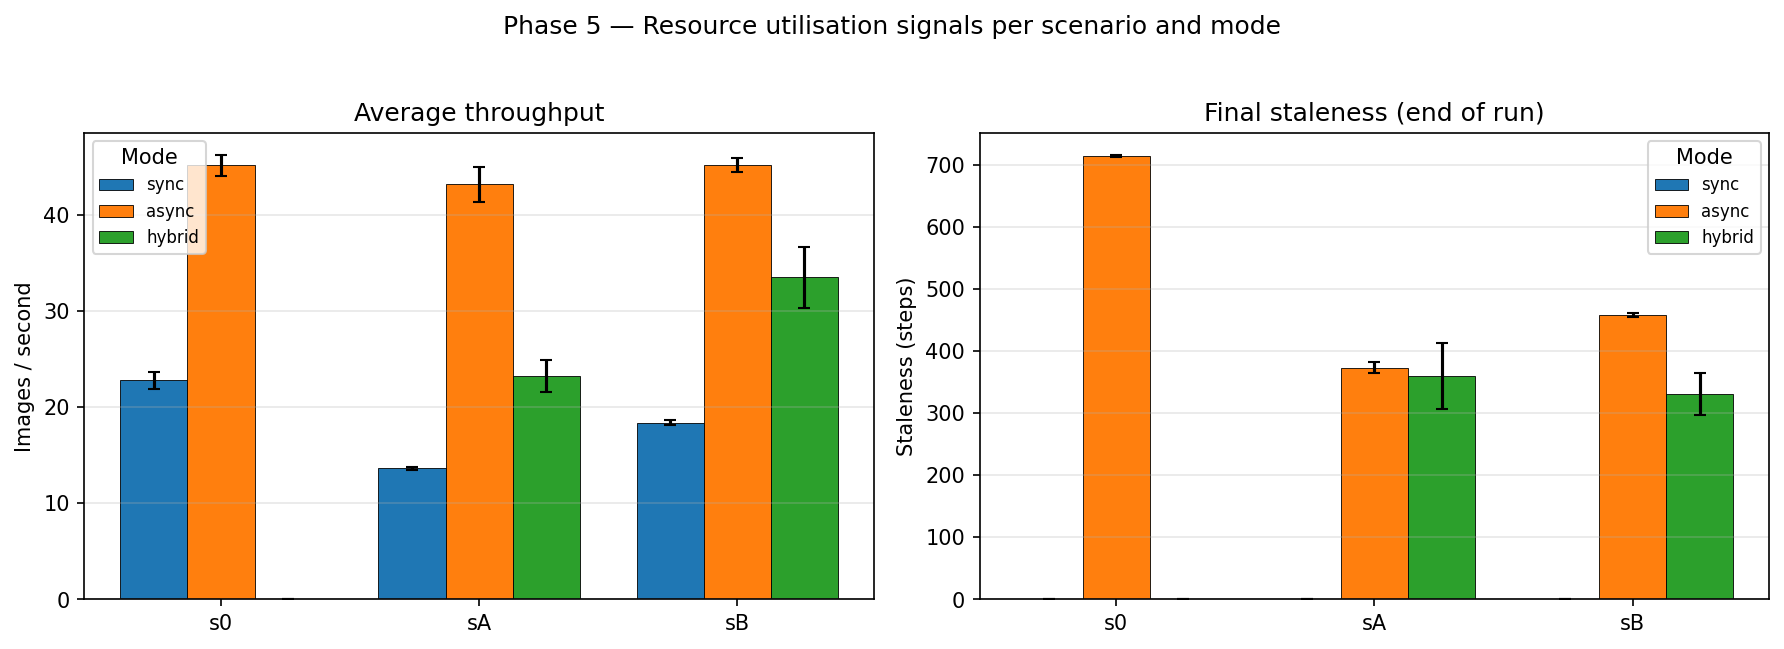 Phase 5 — Resource utilisation signals per scenario and mode
Average throughput
Images / second
40
30
20
10
0
Mode
sync
async
hybrid
s0
sA
sB
Final staleness (end of run)
Staleness (steps)
700
600
500
400
300
200
100
0
Mode
sync
async
hybrid
s0
sA
sB